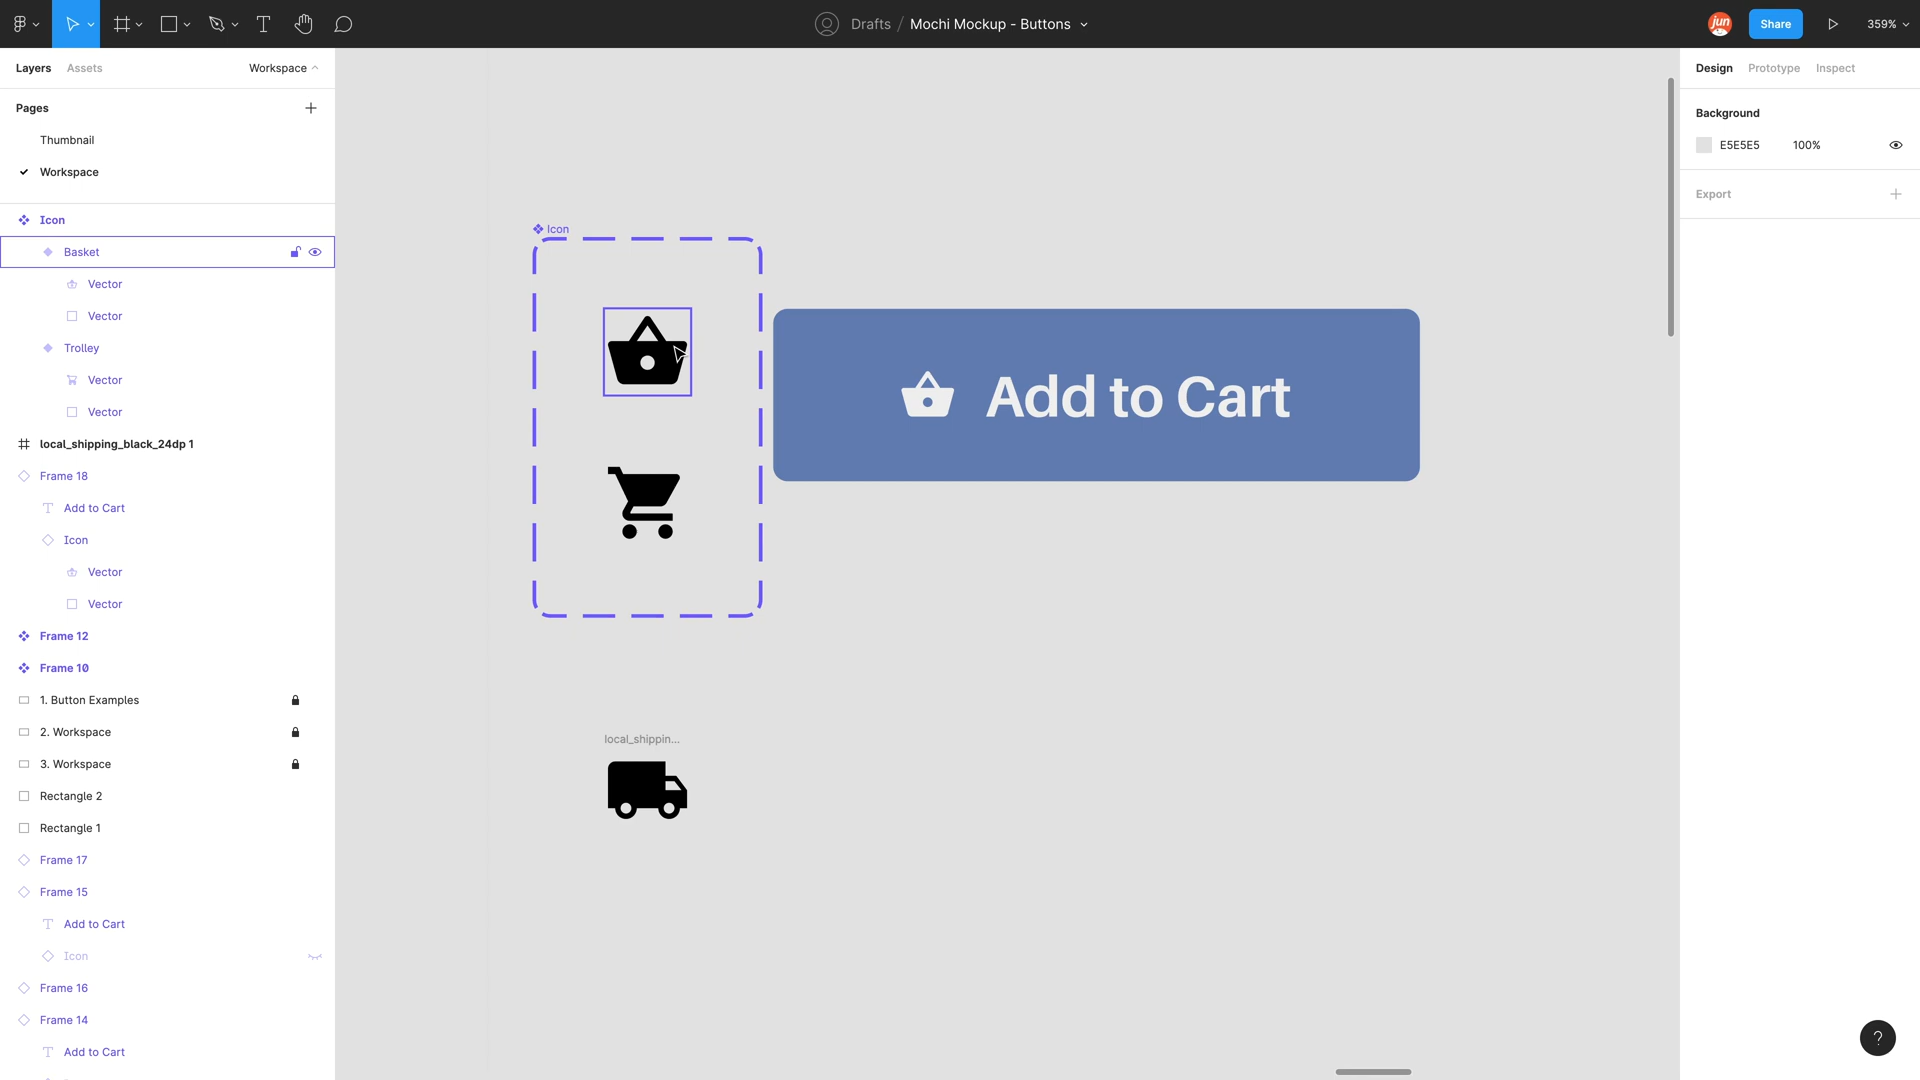 Drafts / Mochi Mockup - Buttons
jun
Share
359%
Layers
Assets
Workspace
Pages
Thumbnail
Workspace
Icon
Basket
Vector
Vector
Trolley
Vector
Vector
local_shipping_black_24dp 1
Frame 18
Add to Cart
Icon
Vector
Vector
Frame 12
Frame 10
1. Button Examples
2. Workspace
3. Workspace
Rectangle 2
Rectangle 1
Frame 17
Frame 15
Add to Cart
Icon
Frame 16
Frame 14
Add to Cart
Icon
Add to Cart
local_shippin...
Design
Prototype
Inspect
Background
E5E5E5
100%
Export
?